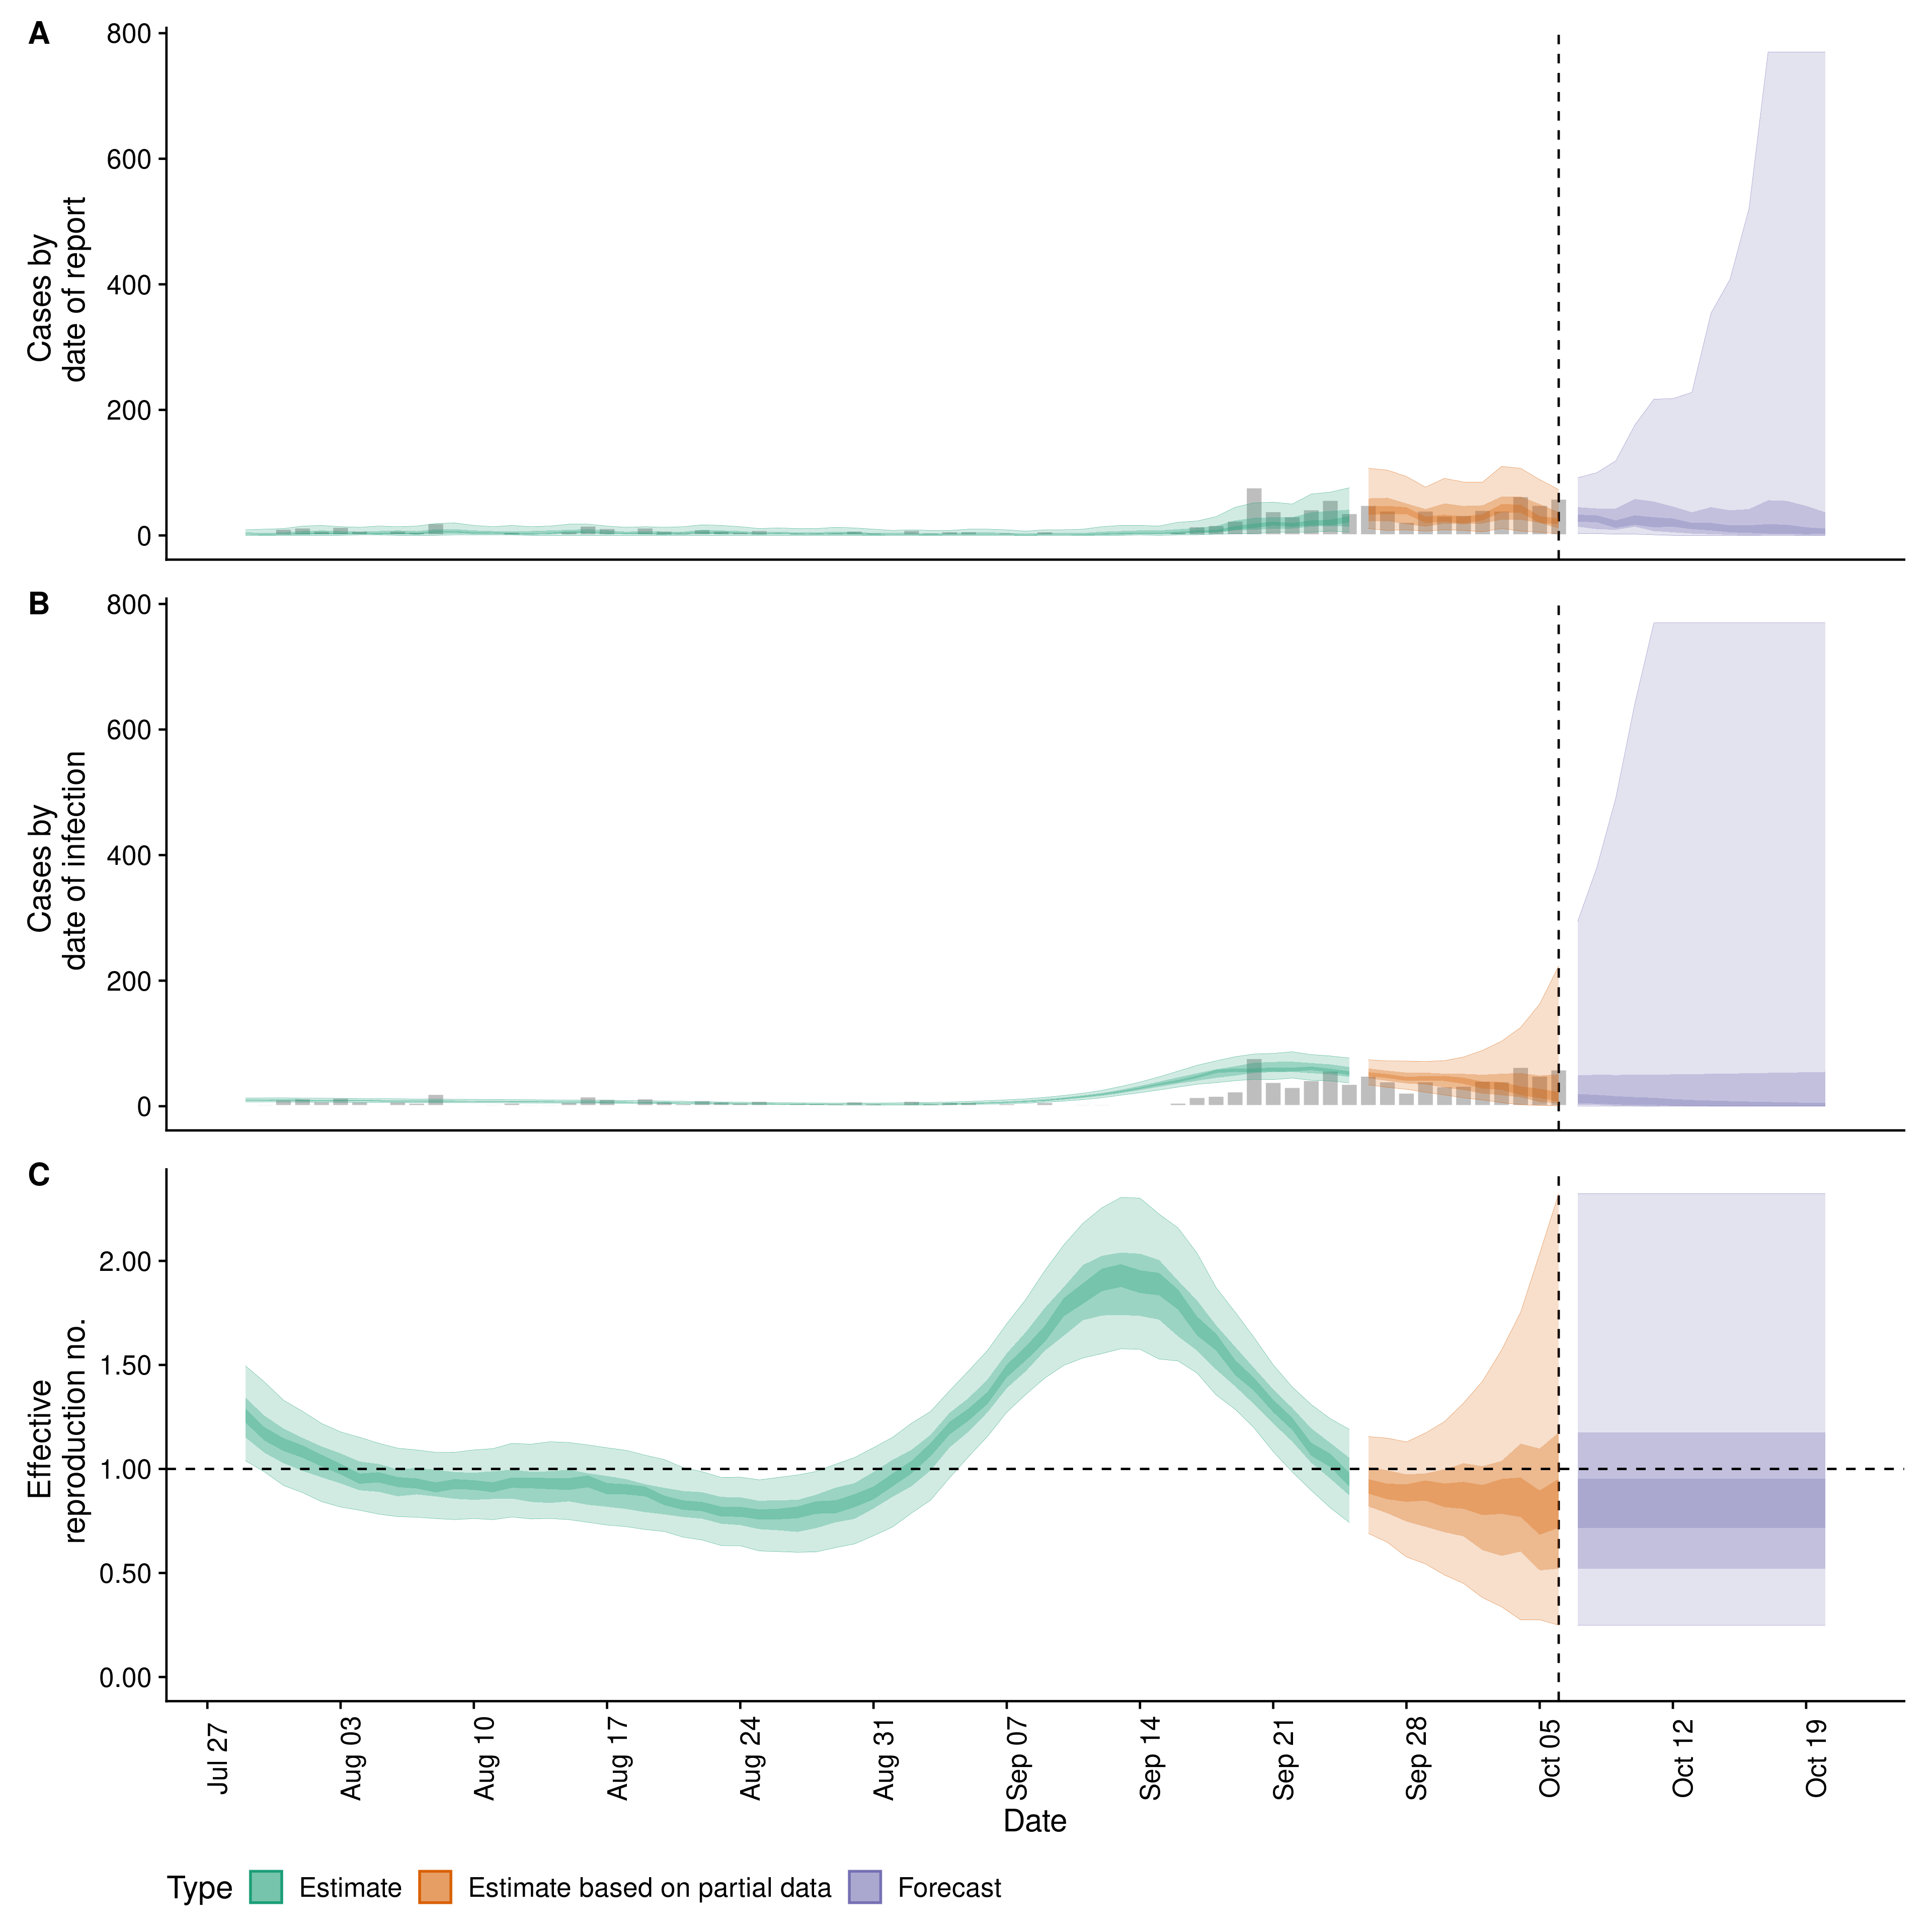 A
800
600
400
200
0
Cases by
date of report
B
800
600
400
200
0
Cases by
date of infection
C
2.00
1.50
1.00
0.50
0.00
Effective
reproduction no.
Jul 27
Aug 03
Aug 10
Aug 17
Aug 24
Aug 31
Sep 07
Sep 14
Sep 21
Sep 28
Oct 05
Oct 12
Oct 19
Date
Type Estimate Estimate based on partial data Forecast